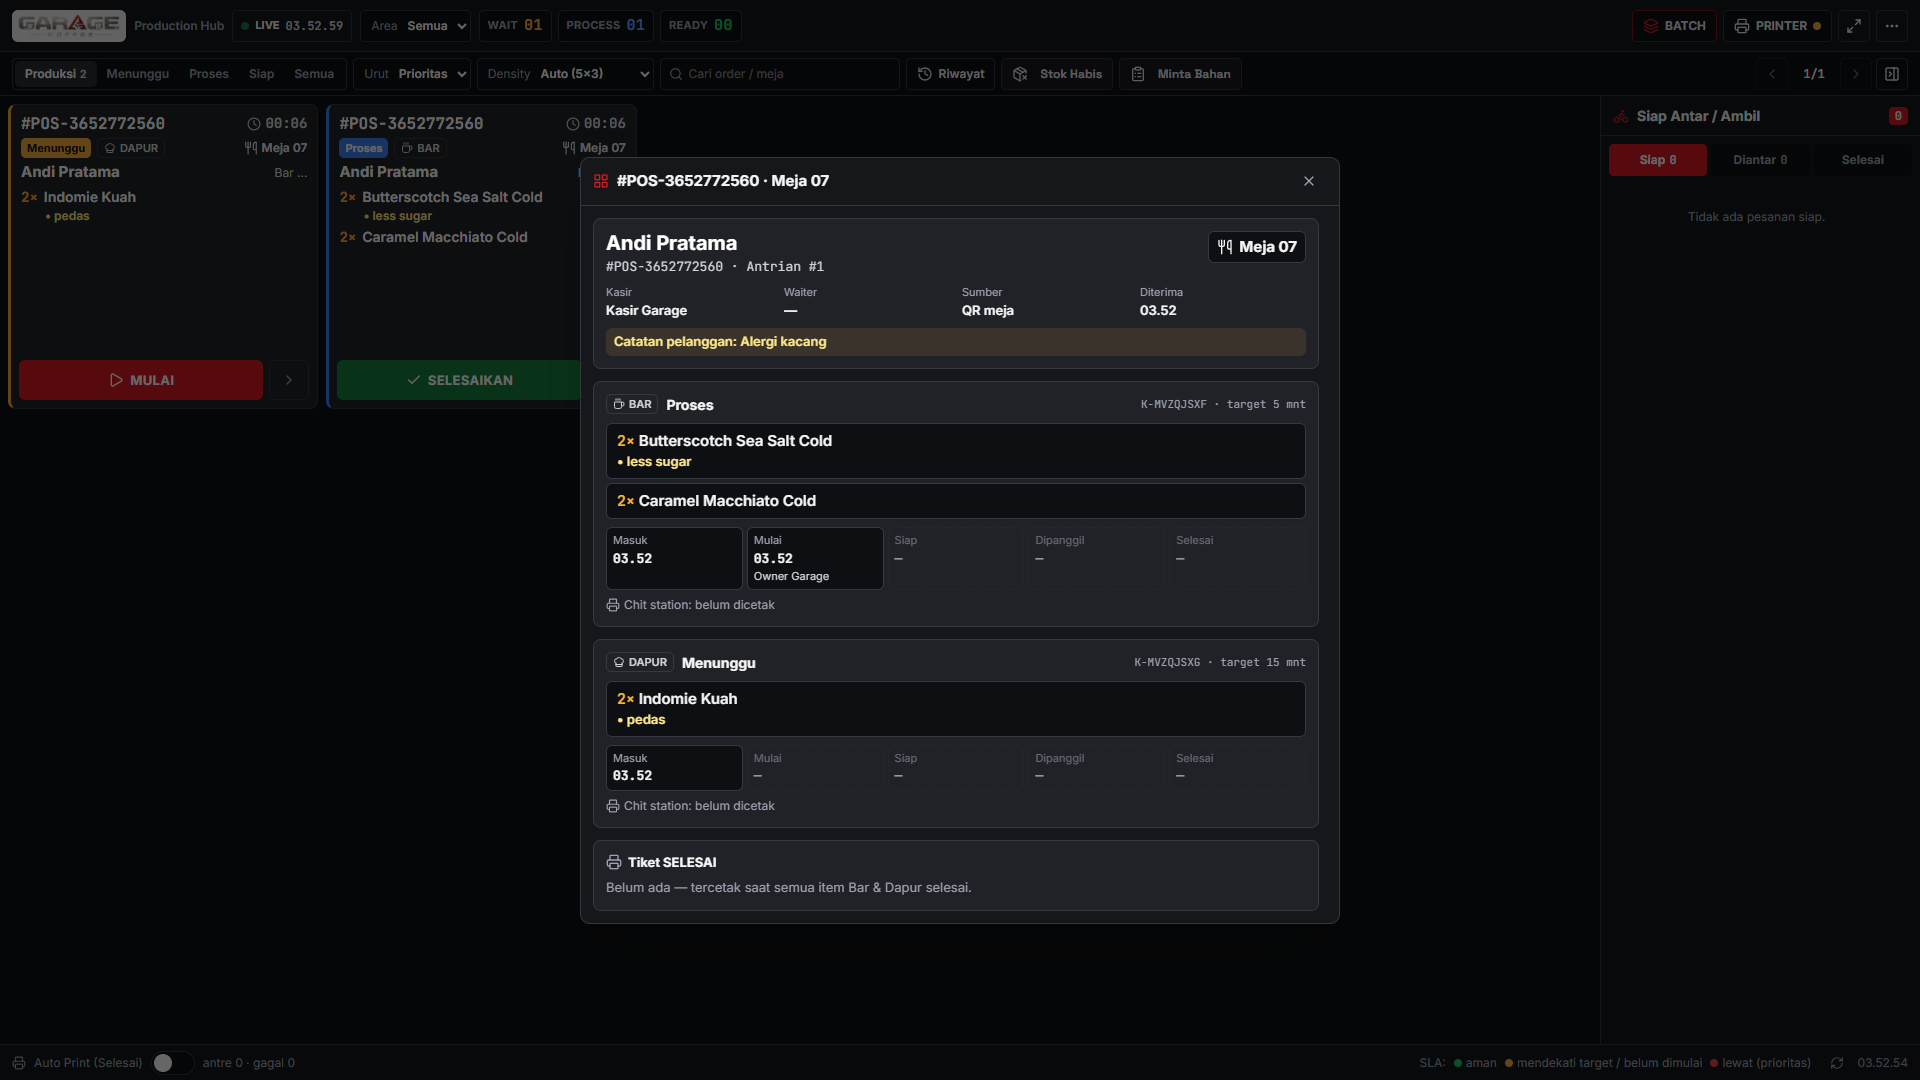 GARAGE
COFFEE
Production Hub
LIVE 03.52.59
Area Semua
WAIT 01
PROCESS 01
READY 00
BATCH
PRINTER
Produksi 2
Menunggu
Proses
Siap
Semua
Urut Prioritas
Density Auto (5×3)
Cari order / meja
Riwayat
Stok Habis
Minta Bahan
1/1
#POS-3652772560
00:06
Menunggu
DAPUR
Meja 07
Andi Pratama
Bar ...
2× Indomie Kuah
• pedas
MULAI
#POS-3652772560
00:06
Proses
BAR
Meja 07
Andi Pratama
2× Butterscotch Sea Salt Cold
• less sugar
2× Caramel Macchiato Cold
SELESAIKAN
#POS-3652772560 · Meja 07
Andi Pratama
Meja 07
#POS-3652772560 · Antrian #1
Kasir
Waiter
Sumber
Diterima
Kasir Garage
—
QR meja
03.52
Catatan pelanggan: Alergi kacang
BAR
Proses
K-MVZQJSXF · target 5 mnt
2× Butterscotch Sea Salt Cold
• less sugar
2× Caramel Macchiato Cold
Masuk
Mulai
Siap
Dipanggil
Selesai
03.52
03.52
—
—
—
Owner Garage
Chit station: belum dicetak
DAPUR
Menunggu
K-MVZQJSXG · target 15 mnt
2× Indomie Kuah
• pedas
Masuk
Mulai
Siap
Dipanggil
Selesai
03.52
—
—
—
—
Chit station: belum dicetak
Tiket SELESAI
Belum ada — tercetak saat semua item Bar & Dapur selesai.
Siap Antar / Ambil
0
Siap 0
Diantar 0
Selesai
Tidak ada pesanan siap.
Auto Print (Selesai)
antre 0 · gagal 0
SLA:
aman
mendekati target / belum dimulai
lewat (prioritas)
03.52.54